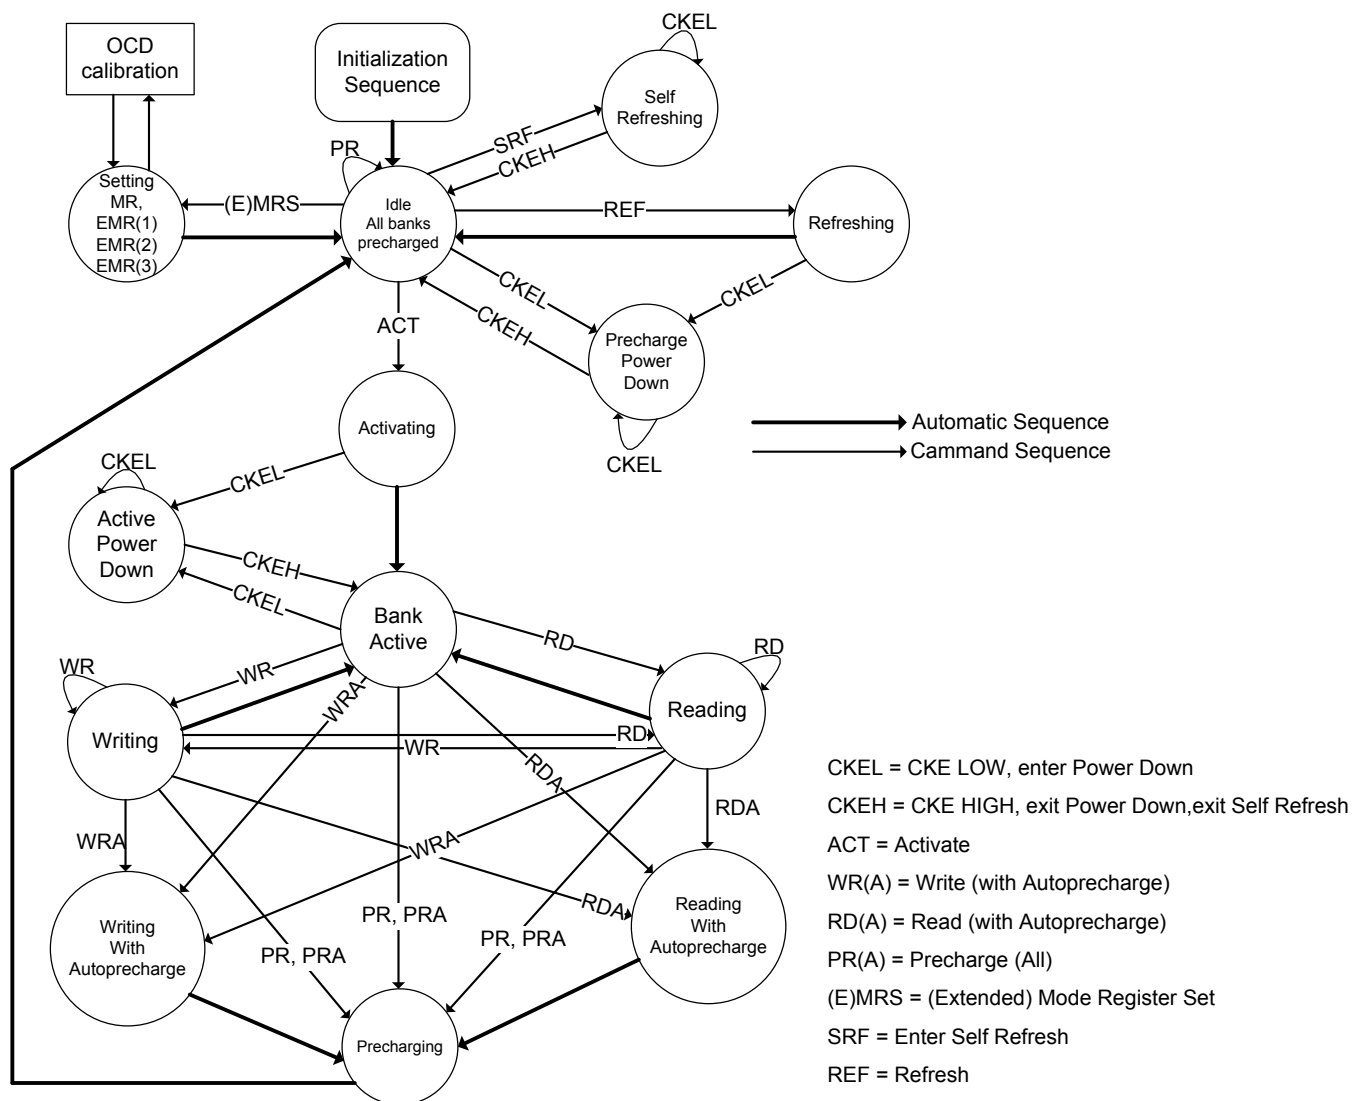 CKEL
OCD
calibration
Initialization
Sequence
Self
Refreshing
SRF
CKEH
PR
Setting
MR,
EMR(1)
EMR(2)
EMR(3)
(E)MRS
Idle
All banks
precharged
REF
Refreshing
CKEL
CKEH
CKEL
ACT
Precharge
Power
Down
CKEL
Activating
Automatic Sequence
Cammand Sequence
CKEL
CKEL
Active
Power
Down
CKEH
CKEL
Bank
Active
RD
RD
WR
WR
WRA
Reading
Writing
RD
WR
RDA
RDA
WRA
WRA
RDA
PR, PRA
PR, PRA
PR, PRA
Writing
With
Autoprecharge
Reading
With
Autoprecharge
Precharging
CKEL = CKE LOW, enter Power Down
CKEH = CKE HIGH, exit Power Down,exit Self Refresh
ACT = Activate
WR(A) = Write (with Autoprecharge)
RD(A) = Read (with Autoprecharge)
PR(A) = Precharge (All)
(E)MRS = (Extended) Mode Register Set
SRF = Enter Self Refresh
REF = Refresh